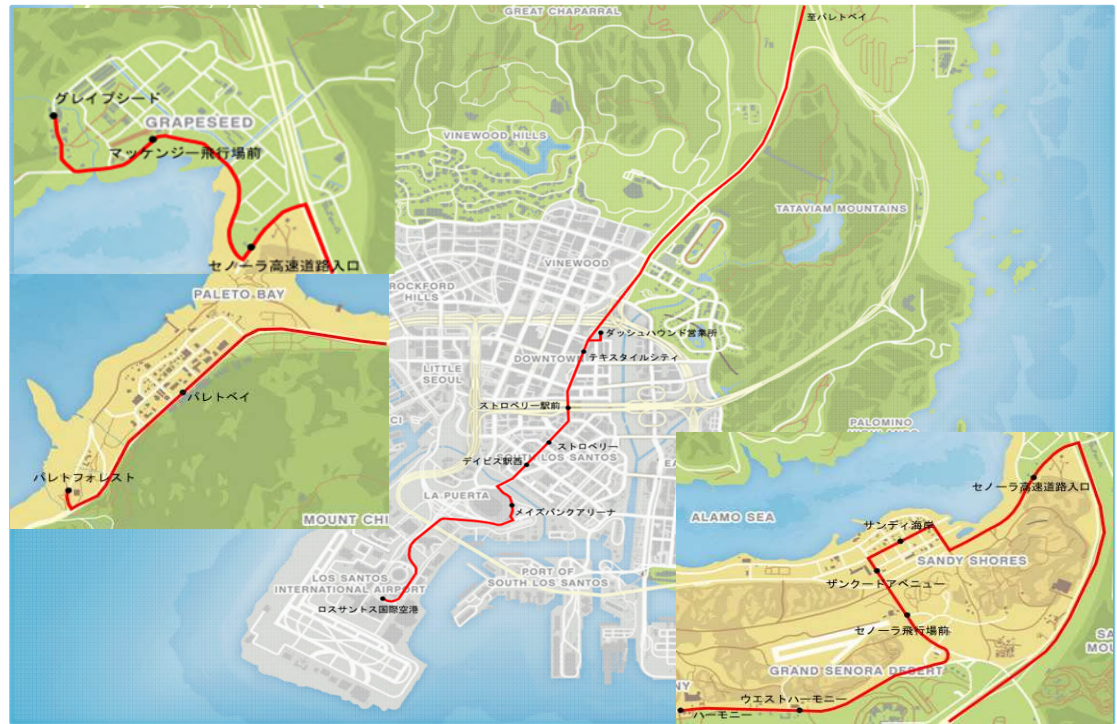 グレイプシード
GRAPESEED
マッケンジー飛行場前
セノーラ高速道路入口
PALETO BAY
パレトベイ
パレトフォレスト
GREAT CHAPARRAL
至パレトベイ
VINEWOOD HILLS
TATAVIAM MOUNTAINS
VINEWOOD
ROCKFORD
HILLS
ダッシュハウンド営業所
DOWNTOWN
テキスタイルシティ
LITTLE
SEOUL
ストロベリー駅前
CI
ストロベリー
SOUTH LOS SANTOS
デイビス駅西
EA
PALOMINO
LA PUERTA
メイズバンクアリーナ
MOUNT CHI
LOS SANTOS
INTERNATIONAL AIRPORT
ロスサントス国際空港
PORT OF
SOUTH LOS SANTOS
セノーラ高速道路入口
ALAMO SEA
サンディ海岸
SANDY SHORES
ザンクードアベニュー
セノーラ飛行場前
SA
MOU
GRAND SENORA DESERT
NY
ウエストハーモニー
ハーモニー